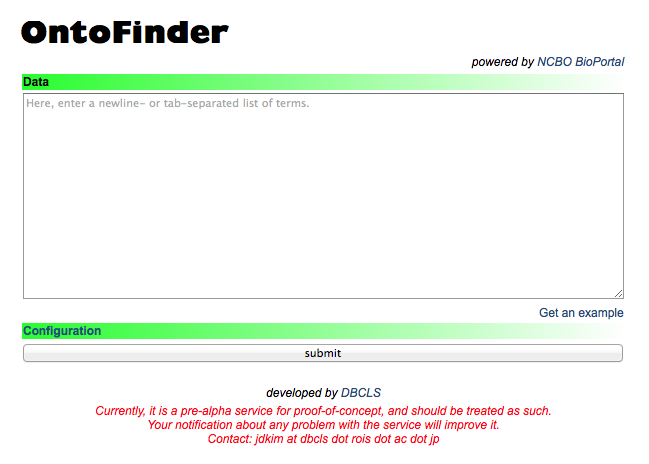 OntoFinder
powered by NCBO BioPortal
Data
Here, enter a newline- or tab-separated list of terms.
Get an example
Configuration
submit
developed by DBCLS
Currently, it is a pre-alpha service for proof-of-concept, and should be treated as such.
Your notification about any problem with the service will improve it.
Contact: jdkim at dbcls dot rois dot ac dot jp